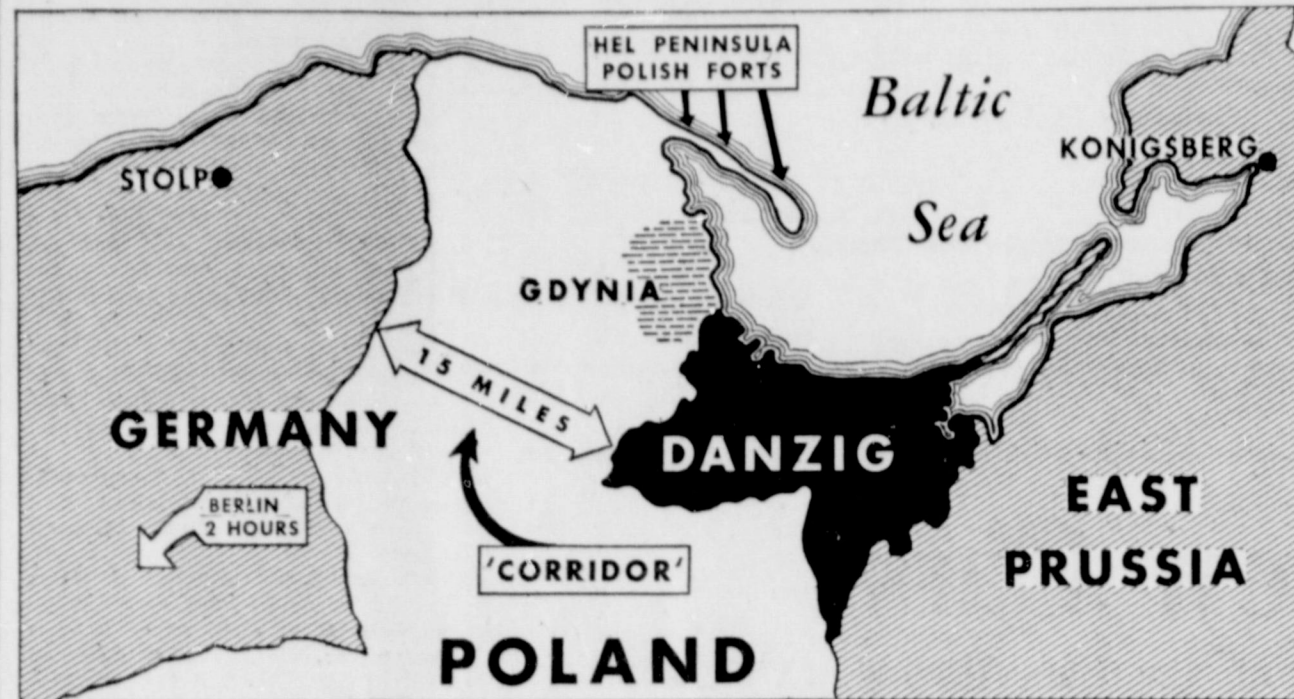 HEL PENINSULA
POLISH FORTS
Baltic
Sea
KONIGSBERG
STOLP
GDYNIA
15 MILES
GERMANY
DANZIG
BERLIN
2 HOURS
'CORRIDOR'
EAST
PRUSSIA
POLAND